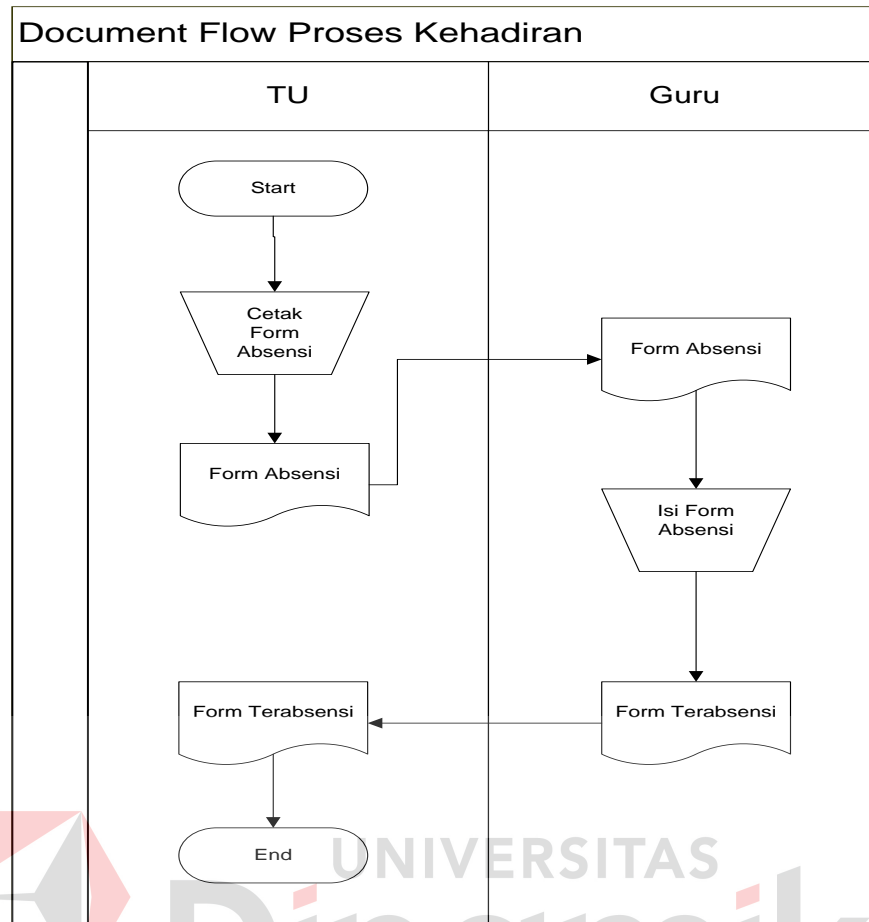 Document Flow Proses Kehadiran
TU
Guru
Start
Cetak
Form
Absensi
Form Absensi
Form Absensi
Isi Form
Absensi
Form Terabsensi
Form Terabsensi
End
UNIVERSITAS